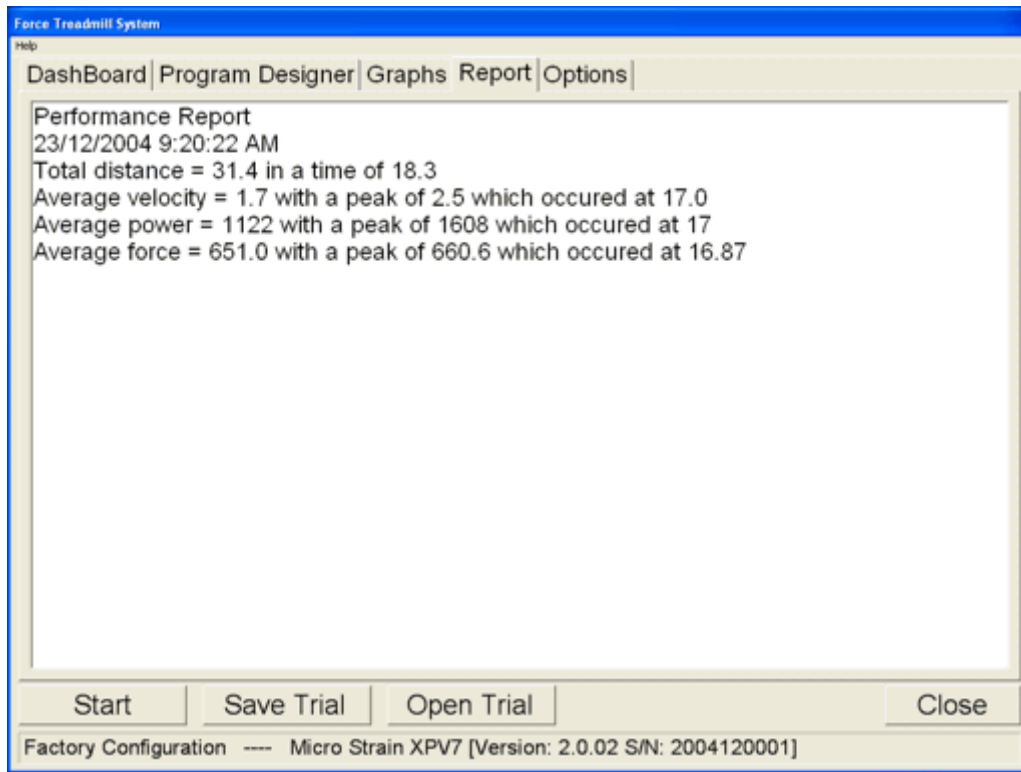 Force Treadmill System
Help
DashBoard Program Designer Graphs Report Options
Performance Report
23/12/2004 9:20:22 AM
Total distance = 31.4 in a time of 18.3
Average velocity = 1.7 with a peak of 2.5 which occured at 17.0
Average power = 1122 with a peak of 1608 which occured at 17
Average force = 651.0 with a peak of 660.6 which occured at 16.87
Start Save Trial Open Trial Close
Factory Configuration ---- Micro Strain XPV7 [Version: 2.0.02 S/N: 2004120001]